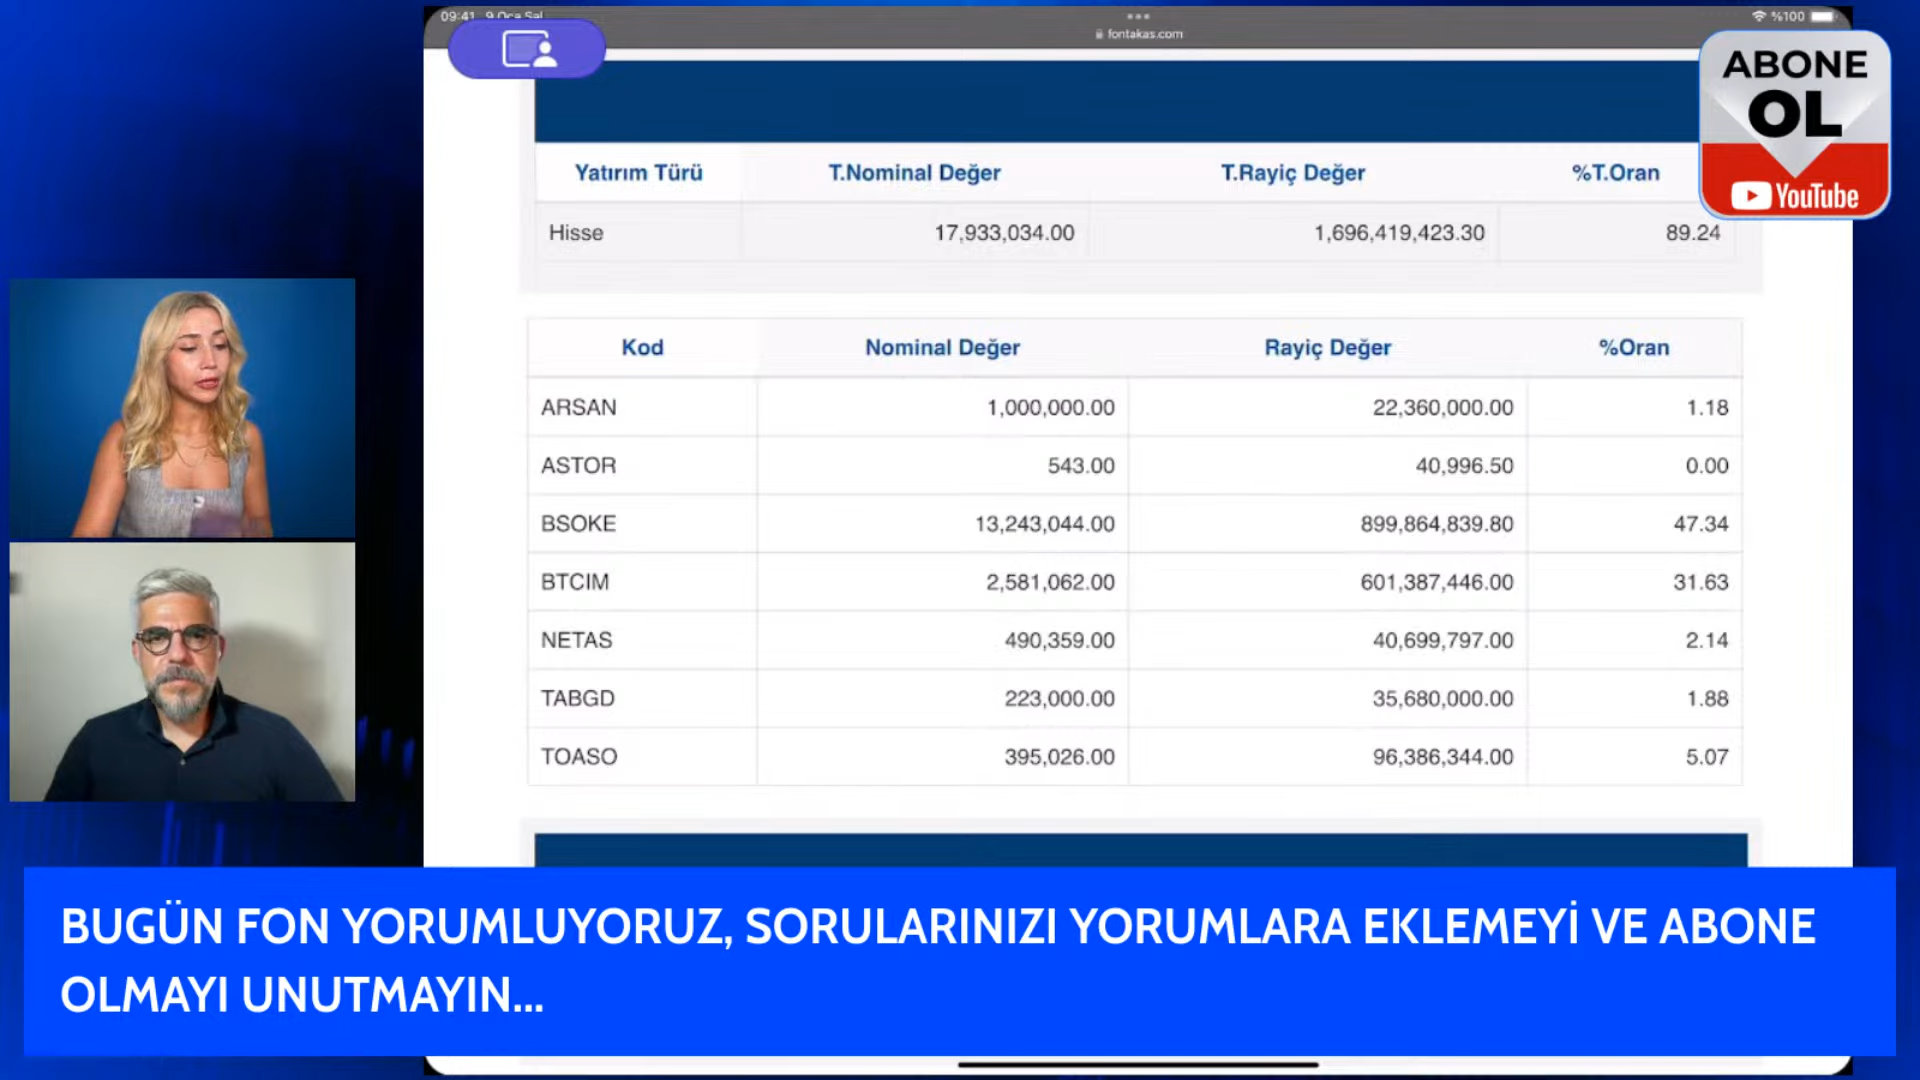 09:41 9 Oca Sal
%100
fontakas.com
ABONE
OL
YouTube
Yatırım Türü T.Nominal Değer T.Rayiç Değer %T.Oran
Hisse 17,933,034.00 1,696,419,423.30 89.24
Kod Nominal Değer Rayiç Değer %Oran
ARSAN 1,000,000.00 22,360,000.00 1.18
ASTOR 543.00 40,996.50 0.00
BSOKE 13,243,044.00 899,864,839.80 47.34
BTCIM 2,581,062.00 601,387,446.00 31.63
NETAS 490,359.00 40,699,797.00 2.14
TABGD 223,000.00 35,680,000.00 1.88
TOASO 395,026.00 96,386,344.00 5.07
BUGÜN FON YORUMLUYORUZ, SORULARINIZI YORUMLARA EKLEMEYİ VE ABONE
OLMAYI UNUTMAYIN...